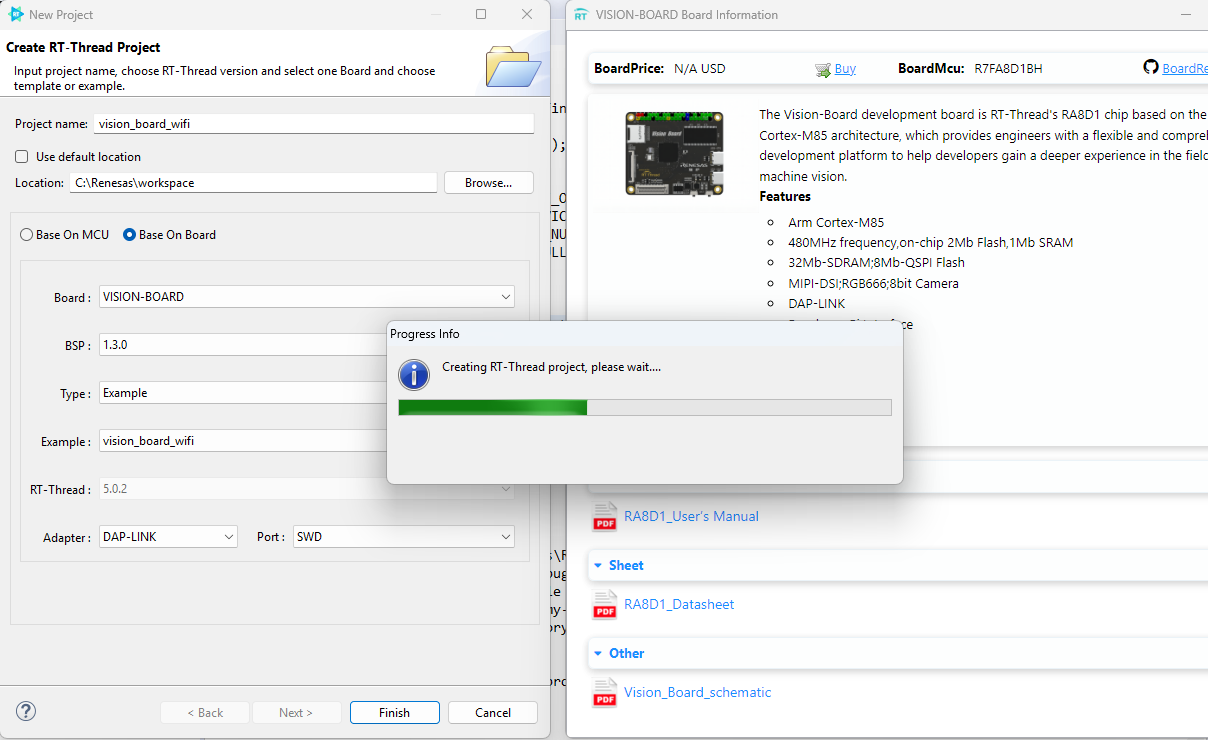 New Project
Create RT-Thread Project
Input project name, choose RT-Thread version and select one Board and choose
template or example.
Project name: vision_board_wifi
Use default location
Location: C:\Renesas\workspace
Browse...
Base On MCU
Base On Board
Board : VISION-BOARD
BSP : 1.3.0
Type : Example
Example : vision_board_wifi
RT-Thread : 5.0.2
Adapter : DAP-LINK
Port : SWD
< Back
Next >
Finish
Cancel
Progress Info
Creating RT-Thread project, please wait....
RT VISION-BOARD Board Information
BoardPrice: N/A USD
Buy
BoardMcu: R7FA8D1BH
BoardRe
Vision Board
RENESAS
The Vision-Board development board is RT-Thread's RA8D1 chip based on the
Cortex-M85 architecture, which provides engineers with a flexible and compre
development platform to help developers gain a deeper experience in the field
machine vision.
Features
Arm Cortex-M85
480MHz frequency,on-chip 2Mb Flash,1Mb SRAM
32Mb-SDRAM;8Mb-QSPI Flash
MIPI-DSI;RGB666;8bit Camera
DAP-LINK
PDF RA8D1_User's Manual
Sheet
PDF RA8D1_Datasheet
Other
PDF Vision_Board_schematic